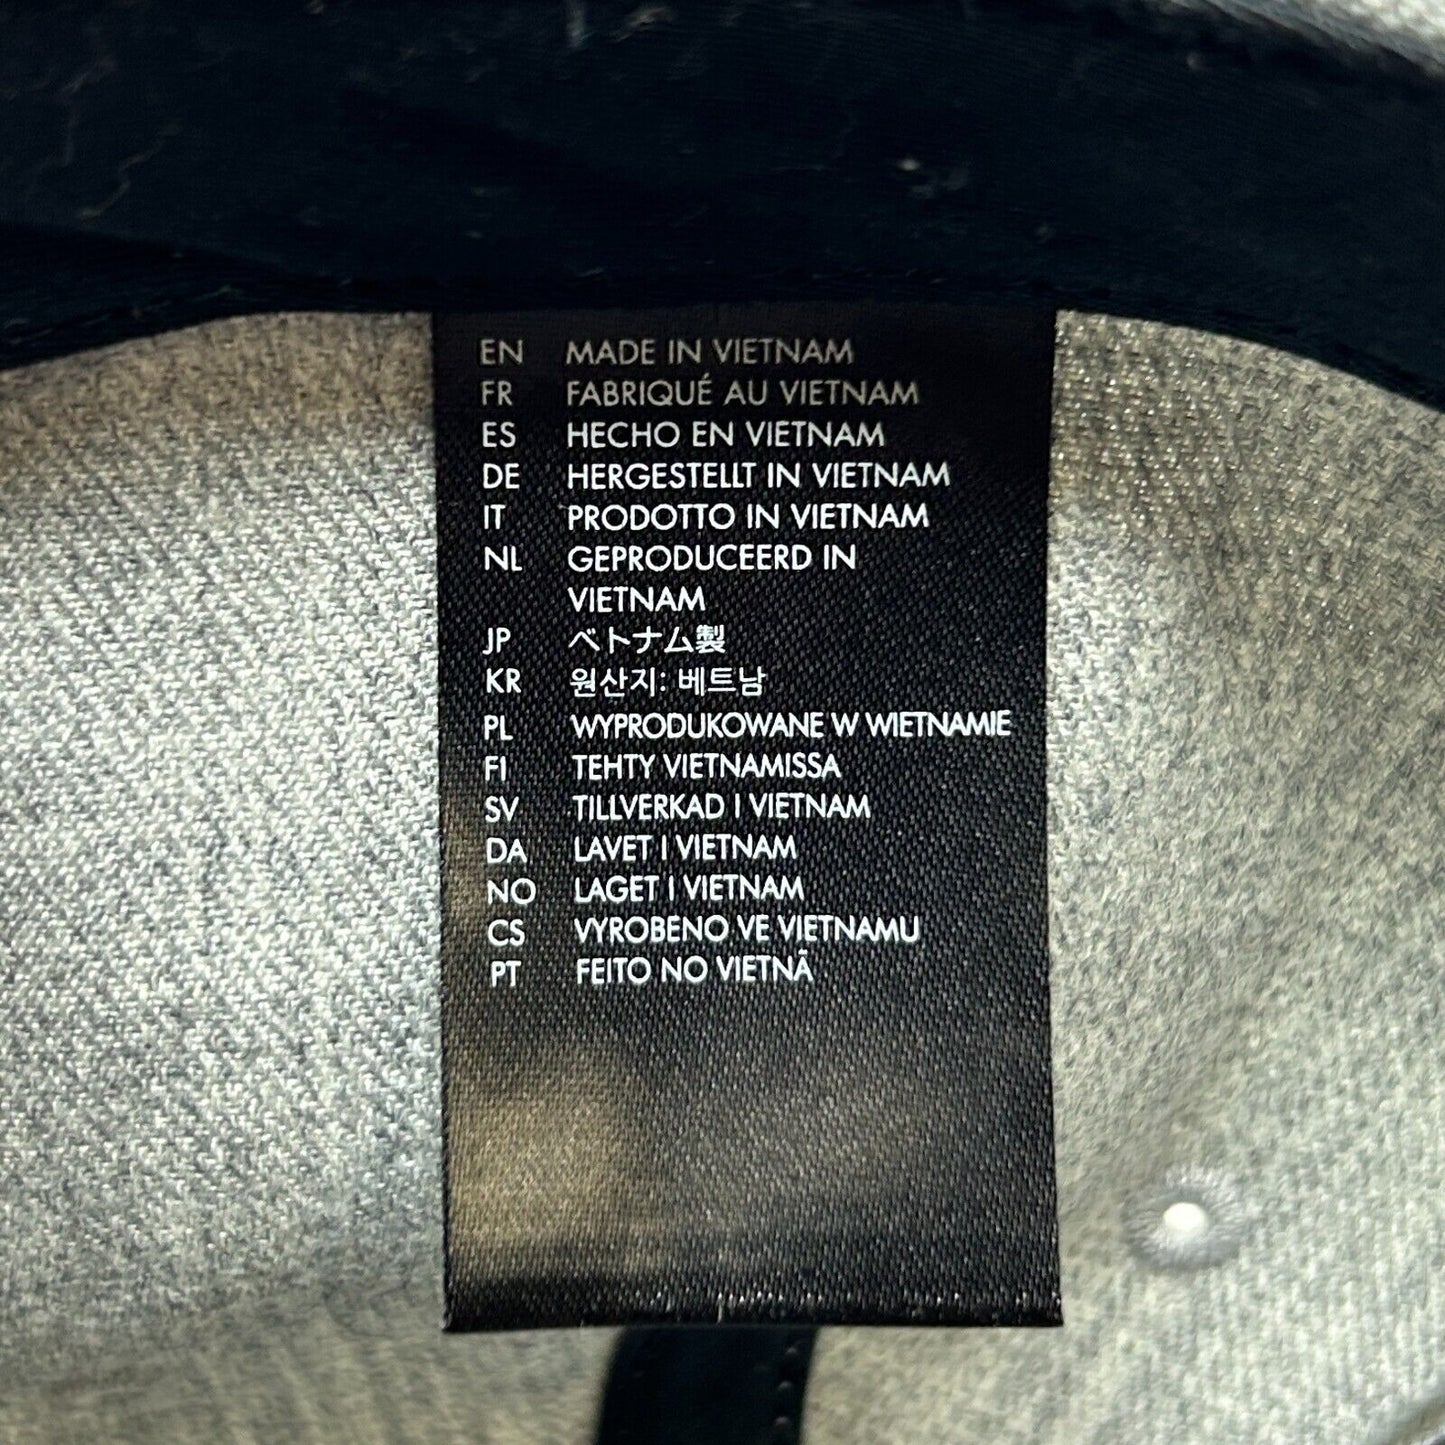 EN MADE IN VIETNAM
FR FABRIQUÉ AU VIETNAM
ES HECHO EN VIETNAM
DE HERGESTELLT IN VIETNAM
IT PRODOTTO IN VIETNAM
NL GEPRODUCEERD IN
VIETNAM
JP ベトナム製
KR 원산지: 베트남
PL WYPRODUKOWANE W WIETNAMIE
FI TEHTY VIETNAMISSA
SV TILLVERKAD I VIETNAM
DA LAVET I VIETNAM
NO LAGET I VIETNAM
CS VYROBENO VE VIETNAMU
PT FEITO NO VIETNÃ